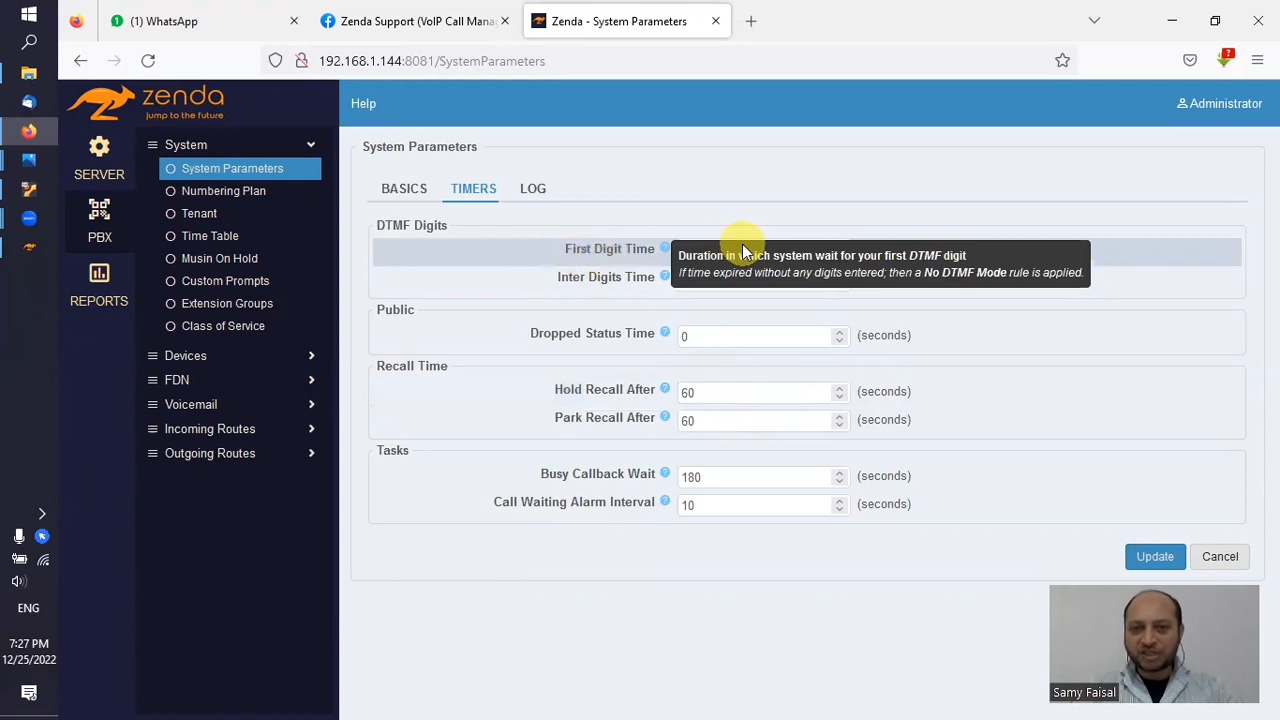 (1) WhatsApp
Zenda Support (VoIP Call Mana
Zenda - System Parameters
192.168.1.144:8081/SystemParameters
zenda
jump to the future
Help
Administrator
SERVER
PBX
REPORTS
System
System Parameters
Numbering Plan
Tenant
Time Table
Musin On Hold
Custom Prompts
Extension Groups
Class of Service
Devices
FDN
Voicemail
Incoming Routes
Outgoing Routes
System Parameters
BASICS TIMERS LOG
DTMF Digits
First Digit Time
Duration in which system wait for your first DTMF digit
If time expired without any digits entered; then a No DTMF Mode rule is applied.
Inter Digits Time
Public
Dropped Status Time 0 (seconds)
Recall Time
Hold Recall After 60 (seconds)
Park Recall After 60 (seconds)
Tasks
Busy Callback Wait 180 (seconds)
Call Waiting Alarm Interval 10 (seconds)
Update Cancel
Samy Faisal
ENG
7:27 PM
12/25/2022